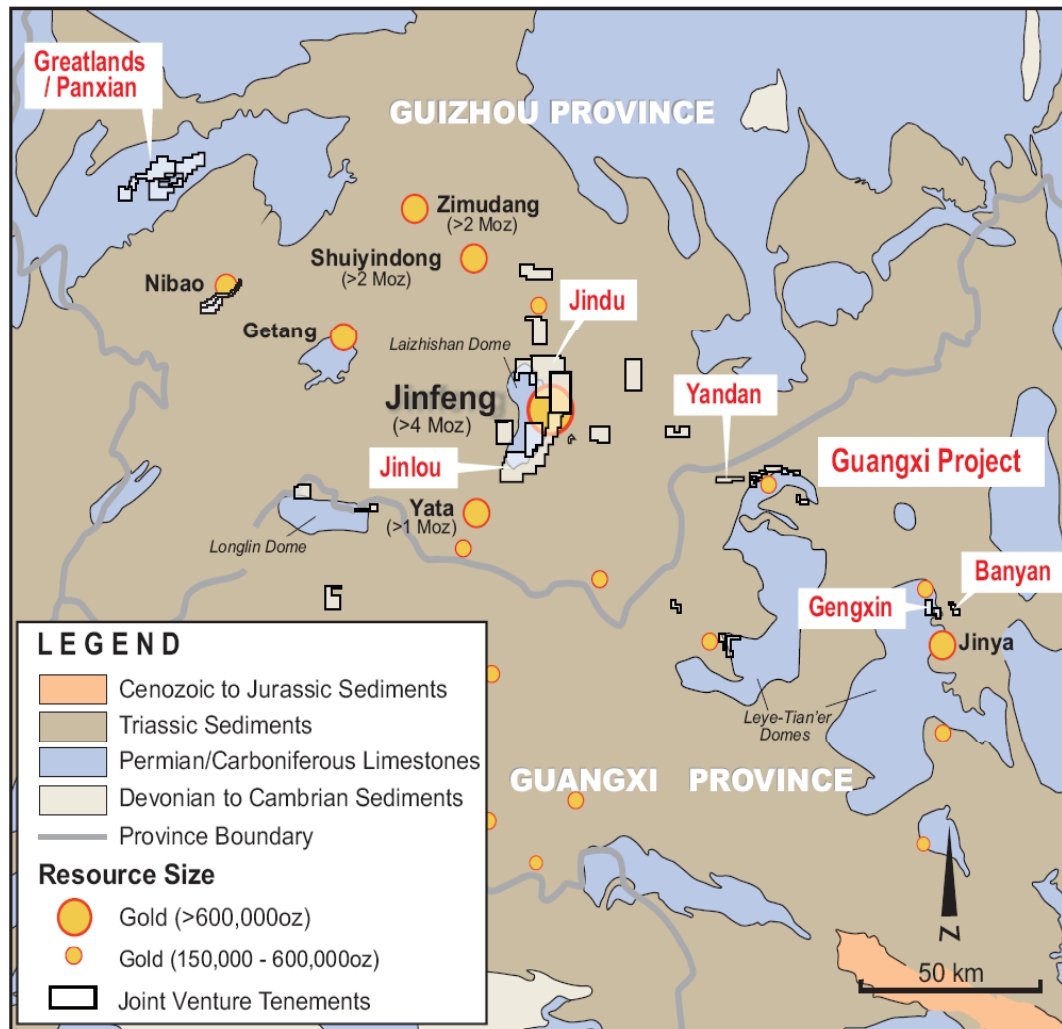 Greatlands
/ Panxian
GUIZHOU PROVINCE
Zimudang
(>2 Moz)
Shuiyindong
(>2 Moz)
Nibao
Jindu
Getang
Laizhishan Dome
Jinfeng
(>4 Moz)
Yandan
Jinlou
Guangxi Project
Yata
(>1 Moz)
Longlin Dome
Banyan
Gengxin
Jinya
Leye-Tian'er
Domes
GUANGXI PROVINCE
LEGEND
Cenozoic to Jurassic Sediments
Triassic Sediments
Permian/Carboniferous Limestones
Devonian to Cambrian Sediments
Province Boundary
Resource Size
Gold (>600,000oz)
Gold (150,000 - 600,000oz)
Joint Venture Tenements
N
50 km